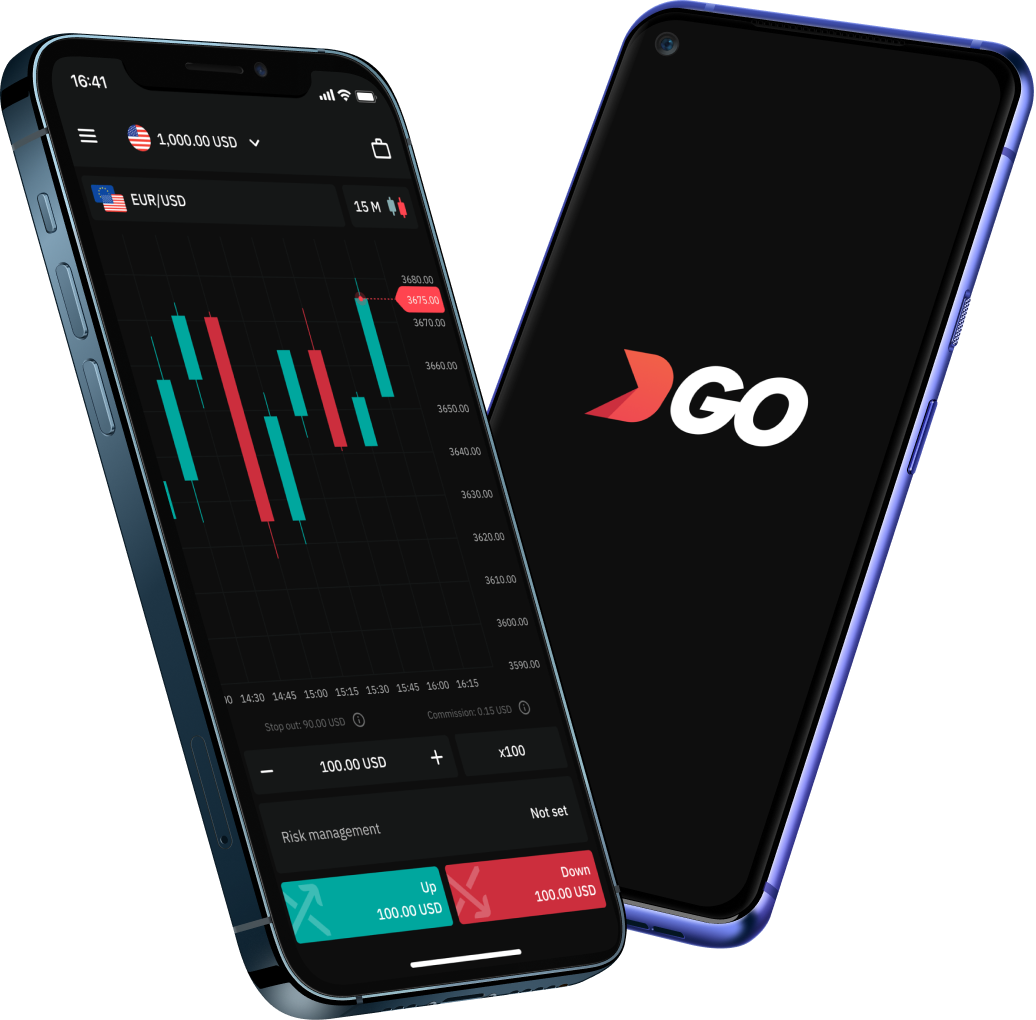 16:41
1,000.00 USD
EUR/USD
15 M
3680.00
3675.00
3670.00
3660.00
3650.00
3640.00
3630.00
3620.00
3610.00
3600.00
3590.00
14:30 14:45 15:00 15:15 15:30 15:45 16:00 16:15
Stop out: 90.00 USD
Commission: 0.15 USD
100.00 USD
x100
Risk management
Not set
Up
100.00 USD
Down
100.00 USD
GO